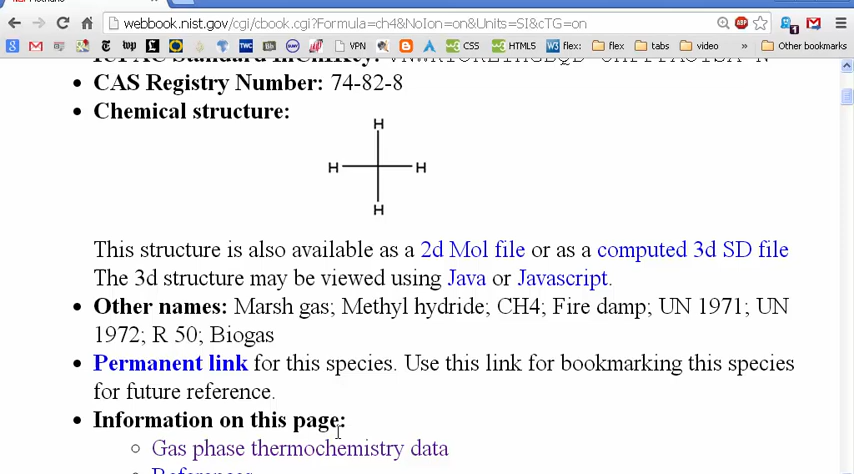 webbook.nist.gov/cgi/cbook.cgi?Formula=ch4&NoIon=on&Units=SI&cTG=on
ABP
TWC
VPN
CSS
HTML5
flex:
flex
tabs
video
»
Other bookmarks
• CAS Registry Number: 74-82-8
• Chemical structure:
H
H H
H
This structure is also available as a 2d Mol file or as a computed 3d SD file
The 3d structure may be viewed using Java or Javascript.
• Other names: Marsh gas; Methyl hydride; CH4; Fire damp; UN 1971; UN
1972; R 50; Biogas
• Permanent link for this species. Use this link for bookmarking this species
for future reference.
• Information on this page:
○ Gas phase thermochemistry data
○ References